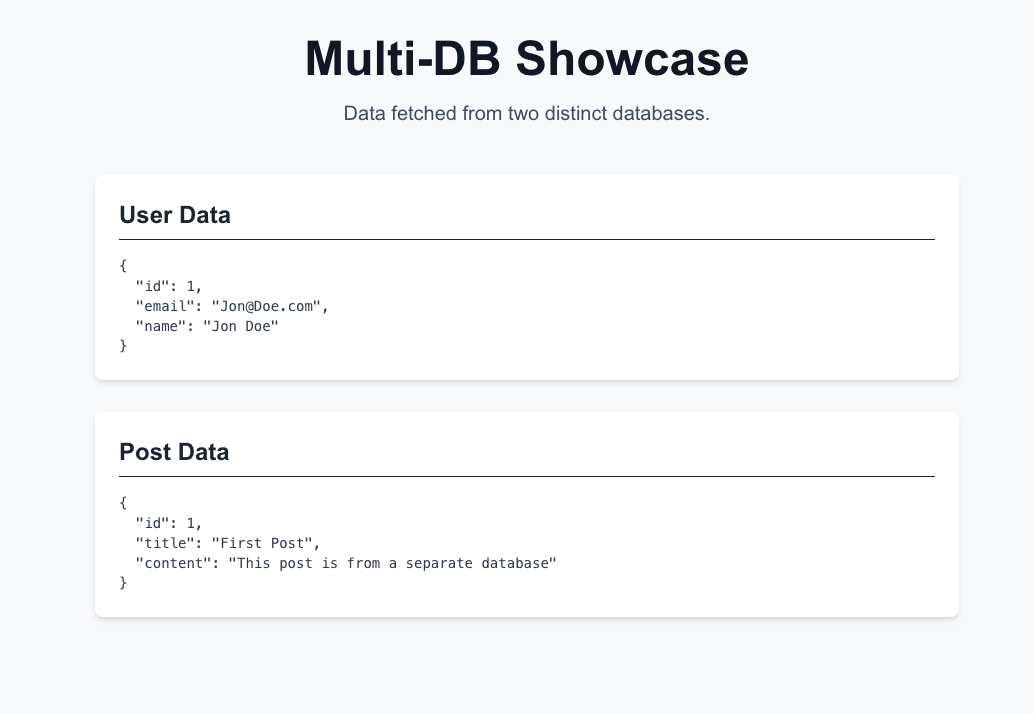 Multi-DB Showcase
Data fetched from two distinct databases.
User Data
{
  "id": 1,
  "email": "Jon@Doe.com",
  "name": "Jon Doe"
}
Post Data
{
  "id": 1,
  "title": "First Post",
  "content": "This post is from a separate database"
}